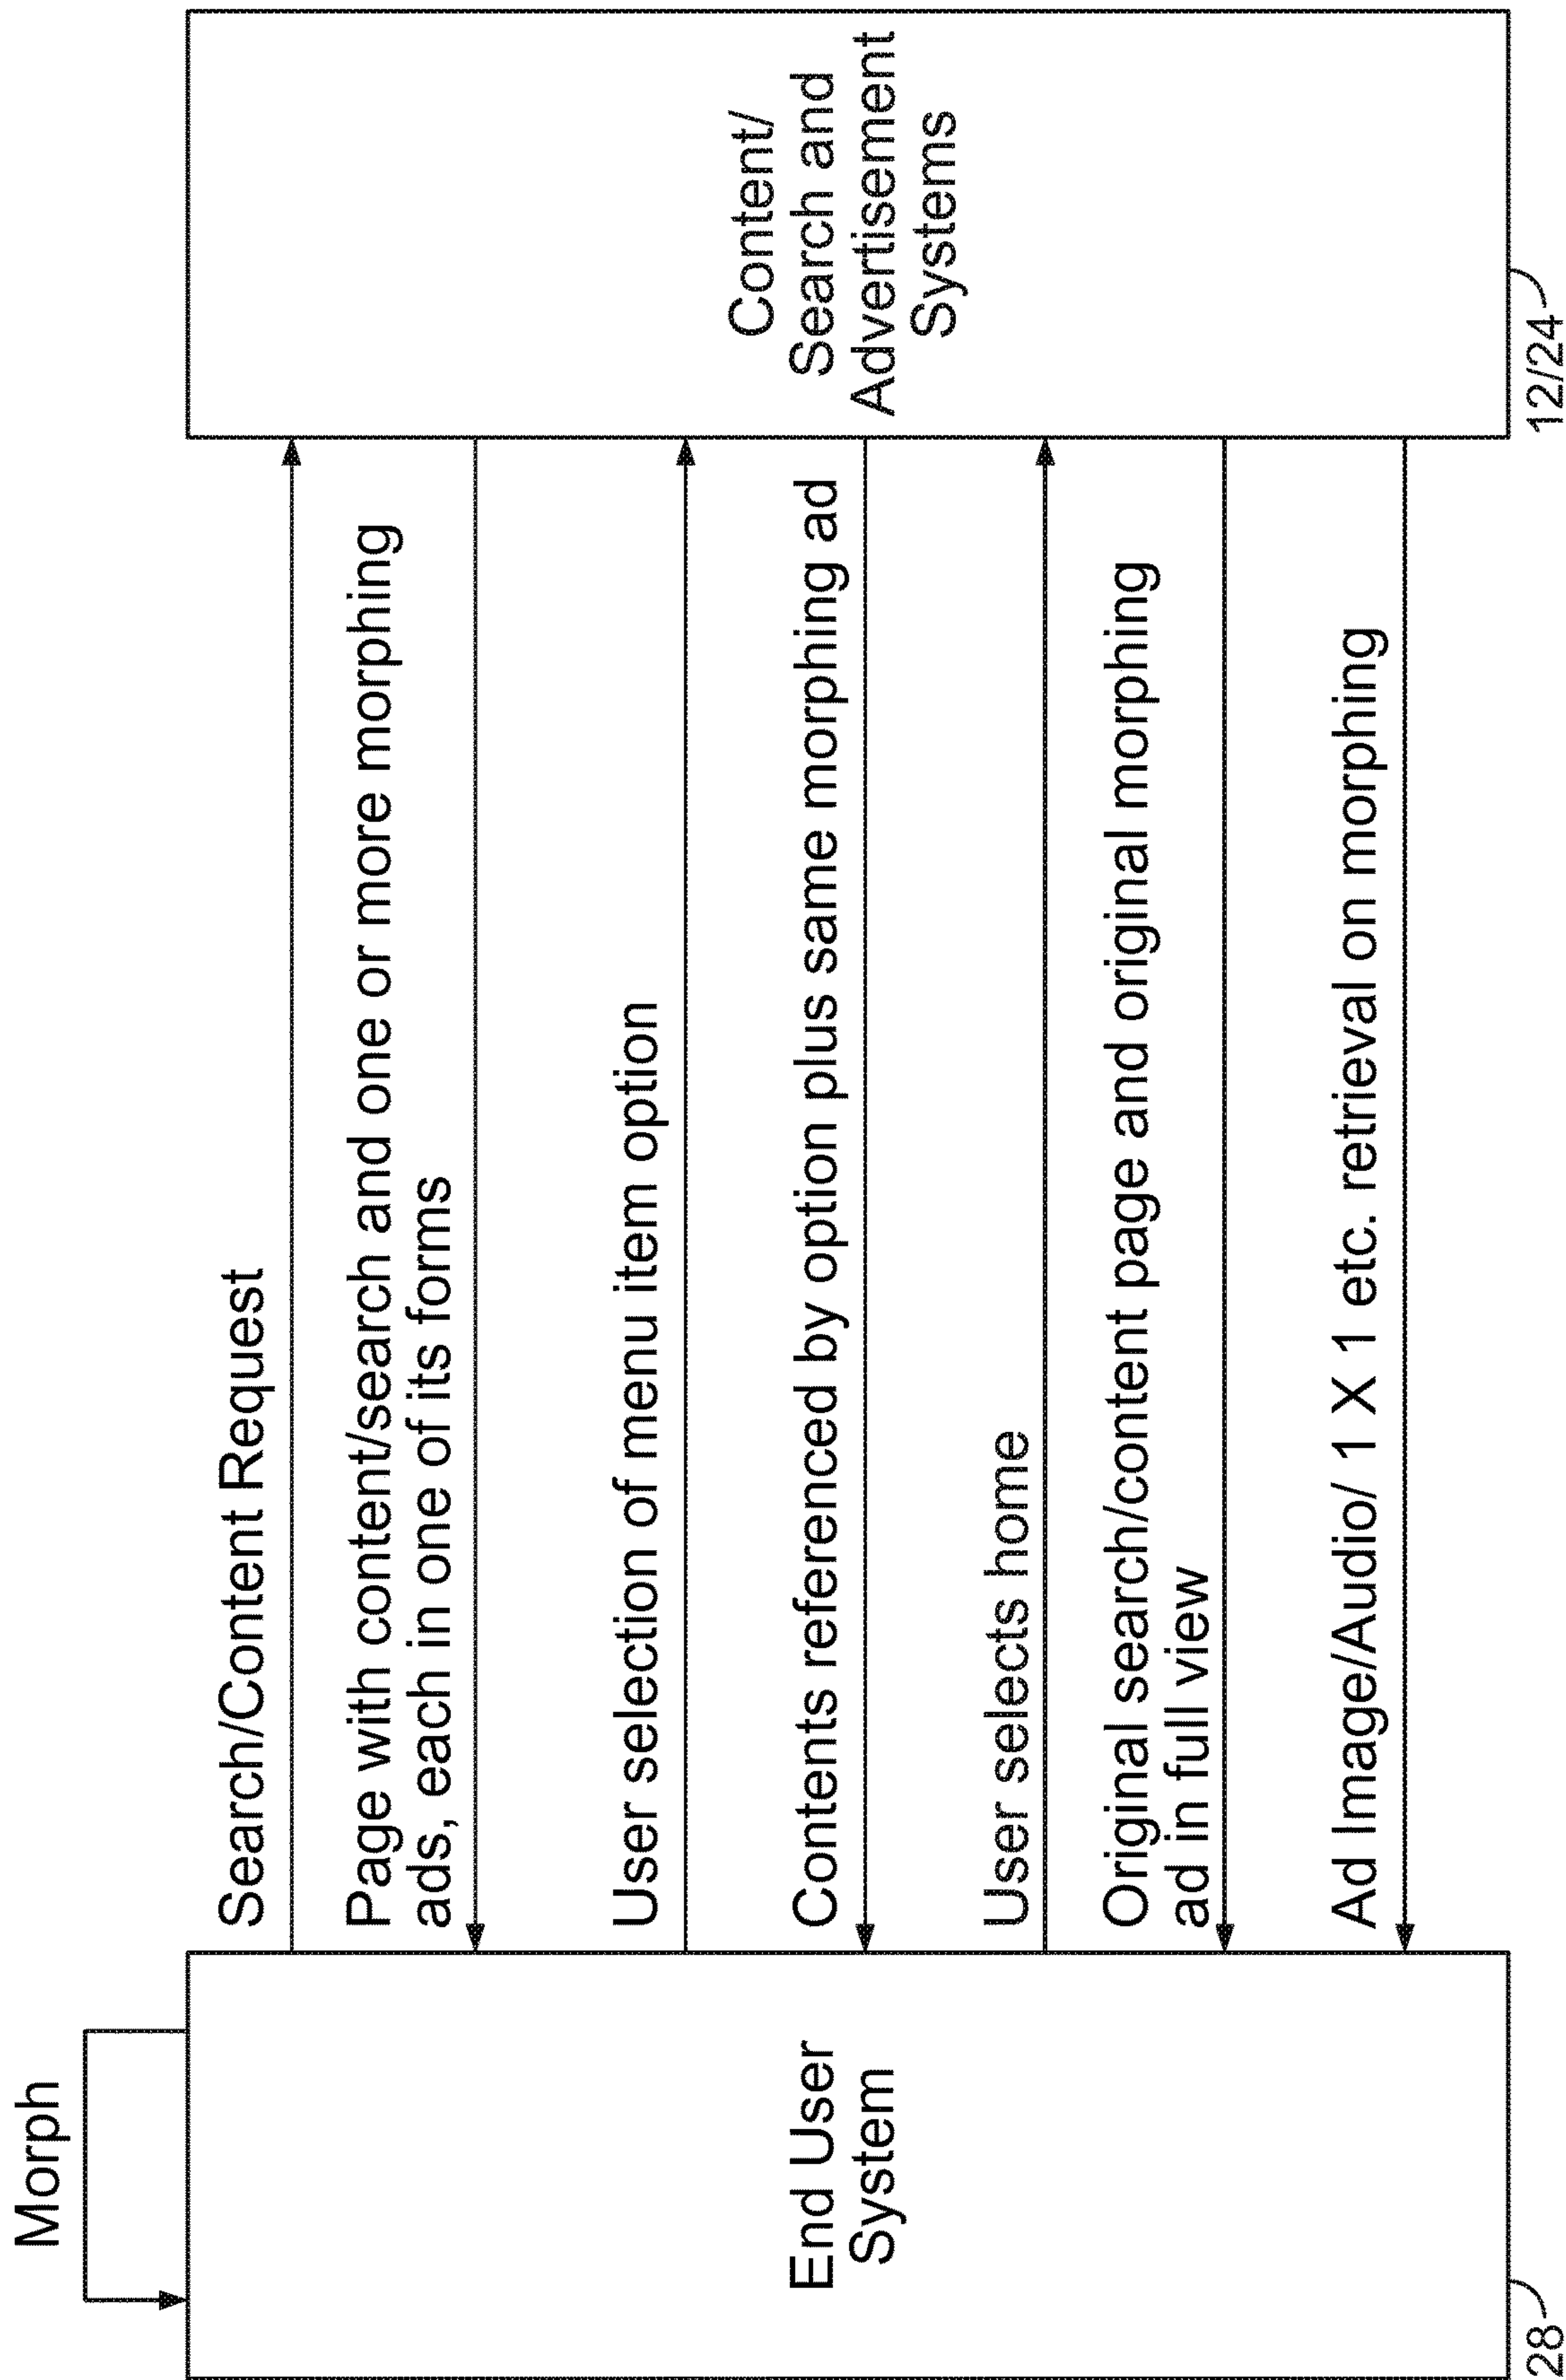 Morph
End User
System
28
Search/Content Request
Page with content/search and one or more morphing
ads, each in one of its forms
User selection of menu item option
Contents referenced by option plus same morphing ad
User selects home
Original search/content page and original morphing
ad in full view
Ad Image/Audio/ 1 X 1 etc. retrieval on morphing
Content/
Search and
Advertisement
Systems
12/24